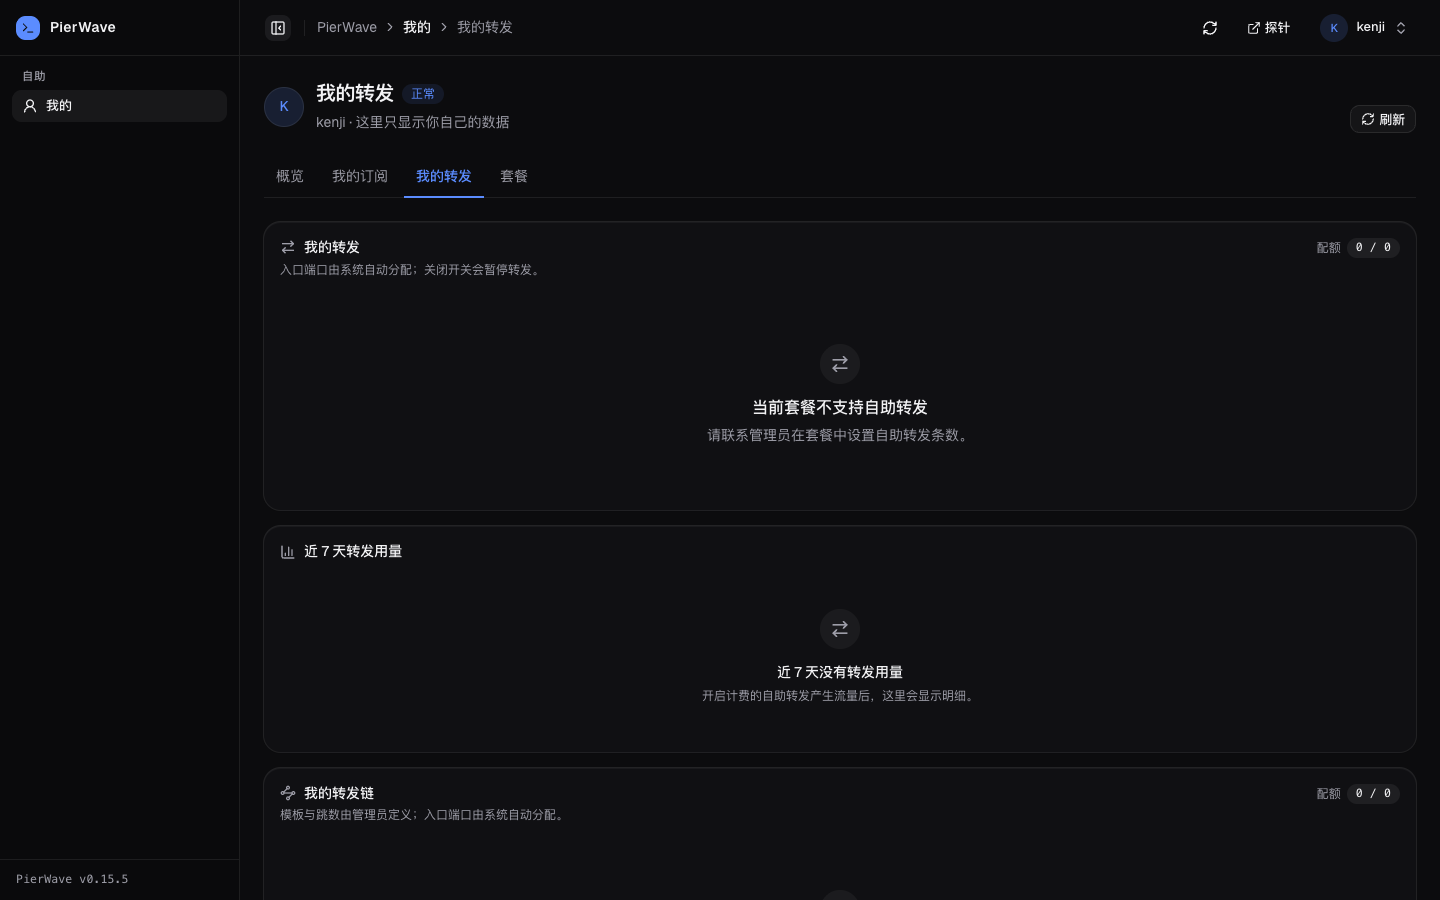 PierWave
自助
我的
PierWave v0.15.5
PierWave > 我的 > 我的转发
探针
K
kenji
K
我的转发
正常
kenji · 这里只显示你自己的数据
刷新
概览
我的订阅
我的转发
套餐
我的转发
配额 0 / 0
入口端口由系统自动分配；关闭开关会暂停转发。
当前套餐不支持自助转发
请联系管理员在套餐中设置自助转发条数。
近 7 天转发用量
近 7 天没有转发用量
开启计费的自助转发产生流量后，这里会显示明细。
我的转发链
配额 0 / 0
模板与跳数由管理员定义；入口端口由系统自动分配。